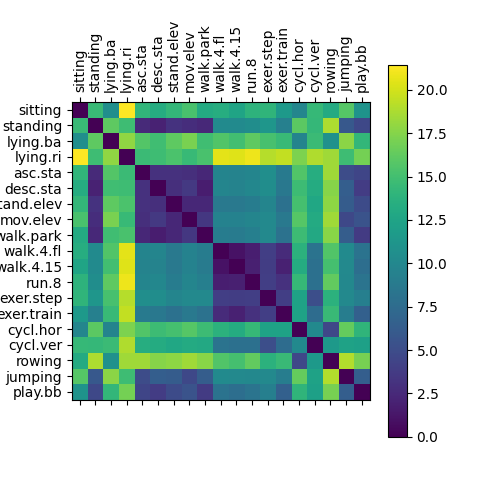 sitting
standing
lying.ba
lying.ri
asc.sta
desc.sta
stand.elev
mov.elev
walk.park
walk.4.fl
walk.4.15
run.8
exer.step
exer.train
cycl.hor
cycl.ver
rowing
jumping
play.bb
sitting
standing
lying.ba
lying.ri
asc.sta
desc.sta
tand.elev
mov.elev
walk.park
walk.4.fl
walk.4.15
run.8
exer.step
exer.train
cycl.hor
cycl.ver
rowing
jumping
play.bb
20.0
17.5
15.0
12.5
10.0
7.5
5.0
2.5
0.0